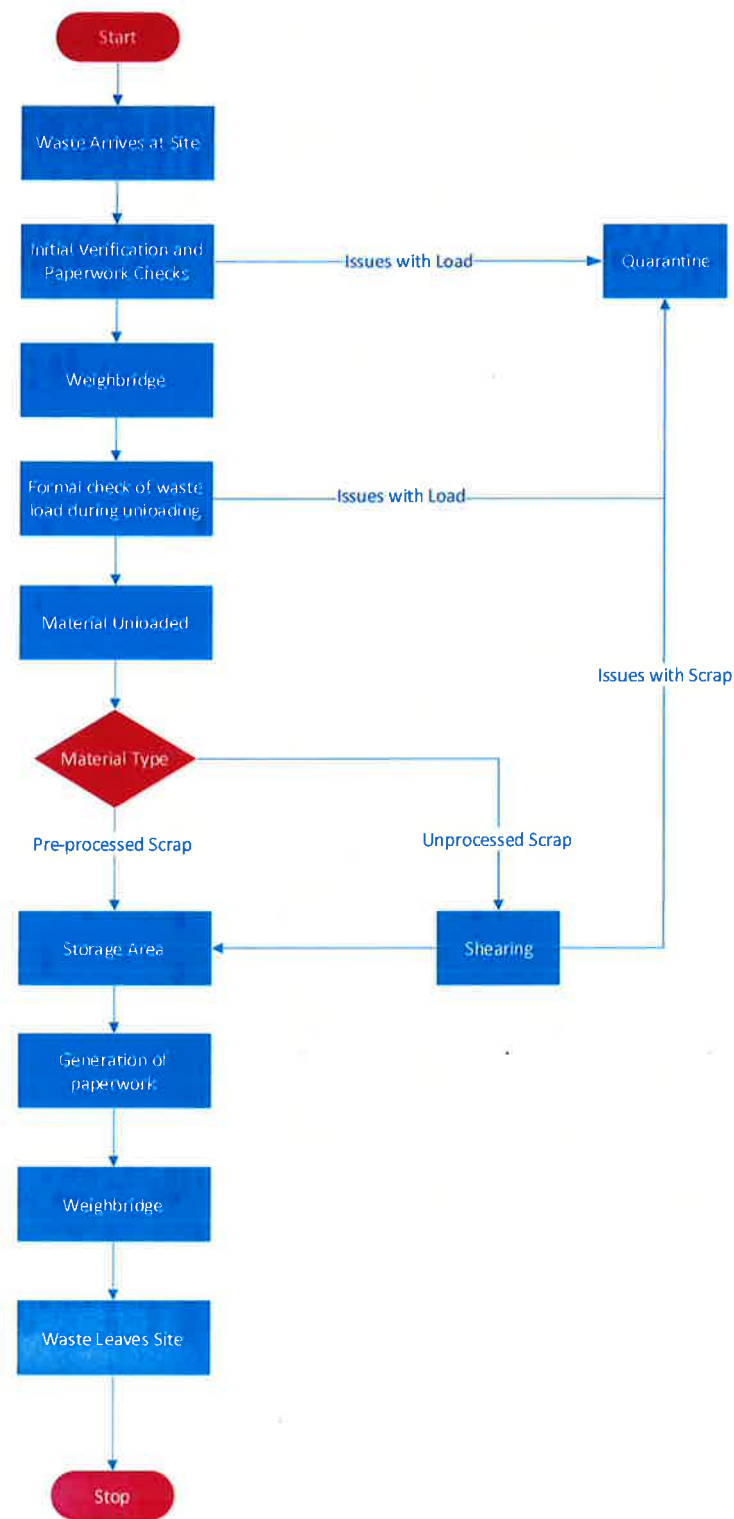 Start
Waste Arrives at Site
Initial Verification and
Paperwork Checks
Issues with Load
Quarantine
Weighbridge
Formal check of waste
load during unloading
Issues with Load
Material Unloaded
Issues with Scrap
Material Type
Pre-processed Scrap
Unprocessed Scrap
Storage Area
Shearing
Generation of
paperwork
Weighbridge
Waste Leaves Site
Stop